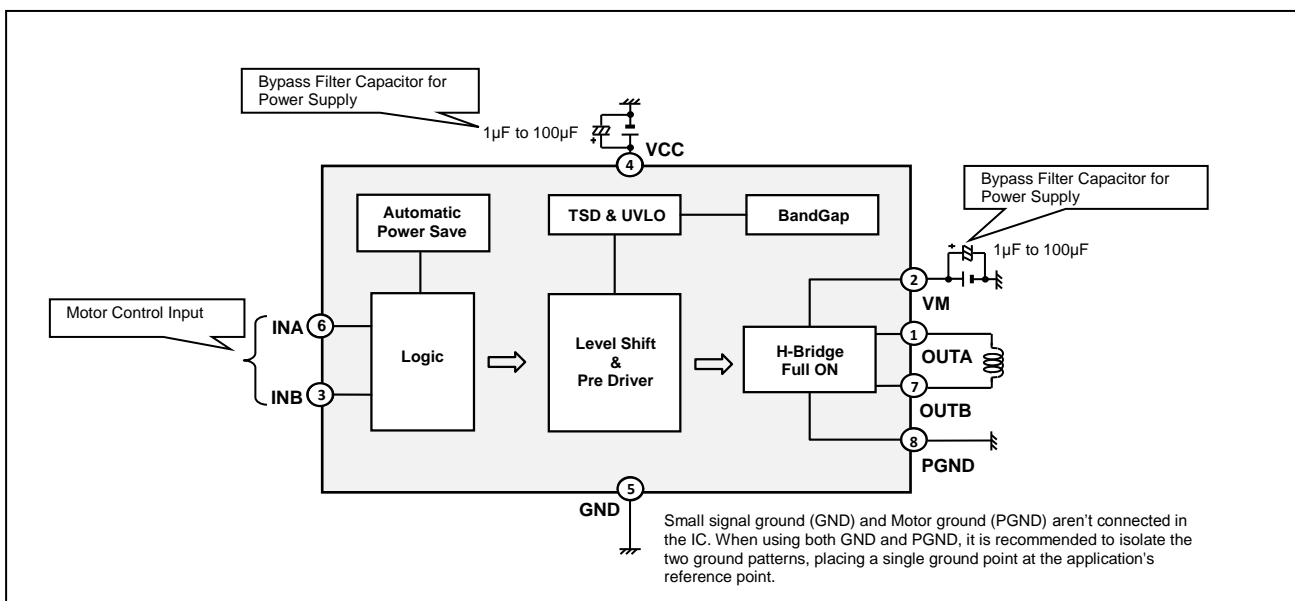 Bypass Filter Capacitor for
Power Supply
1µF to 100µF
+
VCC
4
Bypass Filter Capacitor for
Power Supply
+
1µF to 100µF
Automatic
Power Save
TSD & UVLO
BandGap
2
VM
Motor Control Input
INA
6
INB
3
Logic
Level Shift
&
Pre Driver
H-Bridge
Full ON
1
OUTA
7
OUTB
8
PGND
5
GND
Small signal ground (GND) and Motor ground (PGND) aren’t connected in
the IC. When using both GND and PGND, it is recommended to isolate the
two ground patterns, placing a single ground point at the application's
reference point.